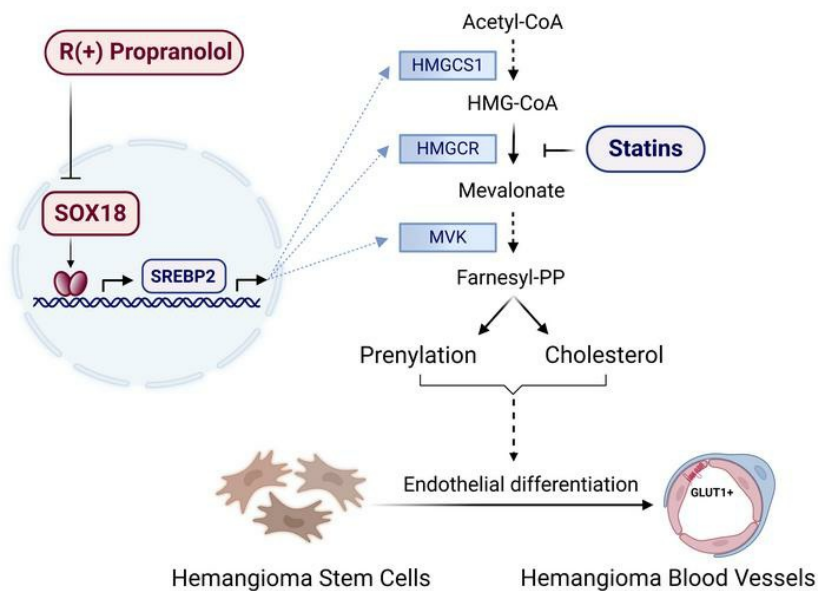 R(+) Propranolol
SOX18
SREBP2
Acetyl-CoA
HMGCS1
HMG-CoA
HMGCR
Statins
Mevalonate
MVK
Farnesyl-PP
Prenylation
Cholesterol
Endothelial differentiation
GLUT1+
Hemangioma Stem Cells
Hemangioma Blood Vessels